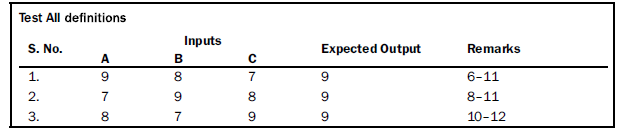 Test All definitions
S. No. Inputs Expected Output Remarks
A B C
1. 9 8 7 9 6–11
2. 7 9 8 9 8–11
3. 8 7 9 9 10–12